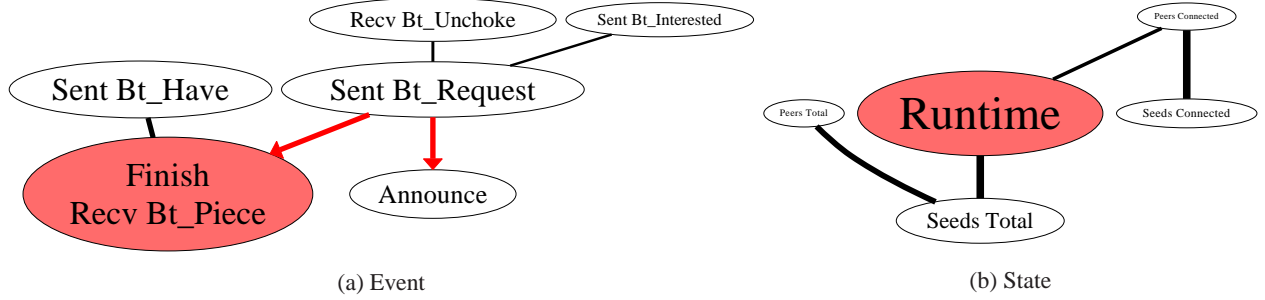 Recv Bt_Unchoke
Sent Bt_Interested
Sent Bt_Have
Sent Bt_Request
Finish
Recv Bt_Piece
Announce
(a) Event
Peers Connected
Peers Total
Runtime
Seeds Connected
Seeds Total
(b) State